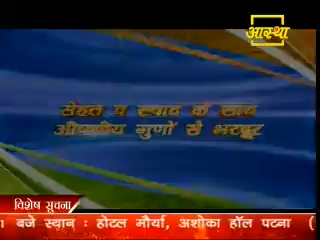 आस्था
सेहत व स्वाद के साथ
औषधीय गुणों से भरपूर
विशेष सूचना
बजे स्थान : होटल मौर्या, अशोका हॉल पटना (